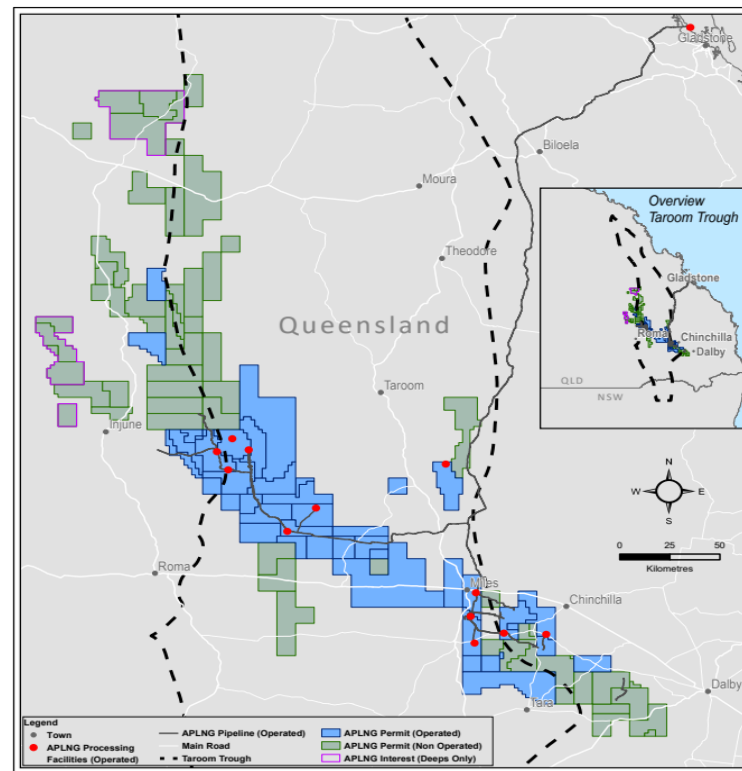 Gladstone
Biloela
Moura
Theodore
Queensland
Taroom
Injune
Roma
Miles
Chinchilla
Tara
Dalby
Overview
Taroom Trough
Gladstone
Roma
Chinchilla
Dalby
QLD
NSW
N
W E
S
0 25 50
Kilometres
Legend
Town
APLNG Processing
Facilities (Operated)
APLNG Pipeline (Operated)
Main Road
Taroom Trough
APLNG Permit (Operated)
APLNG Permit (Non Operated)
APLNG Interest (Deeps Only)